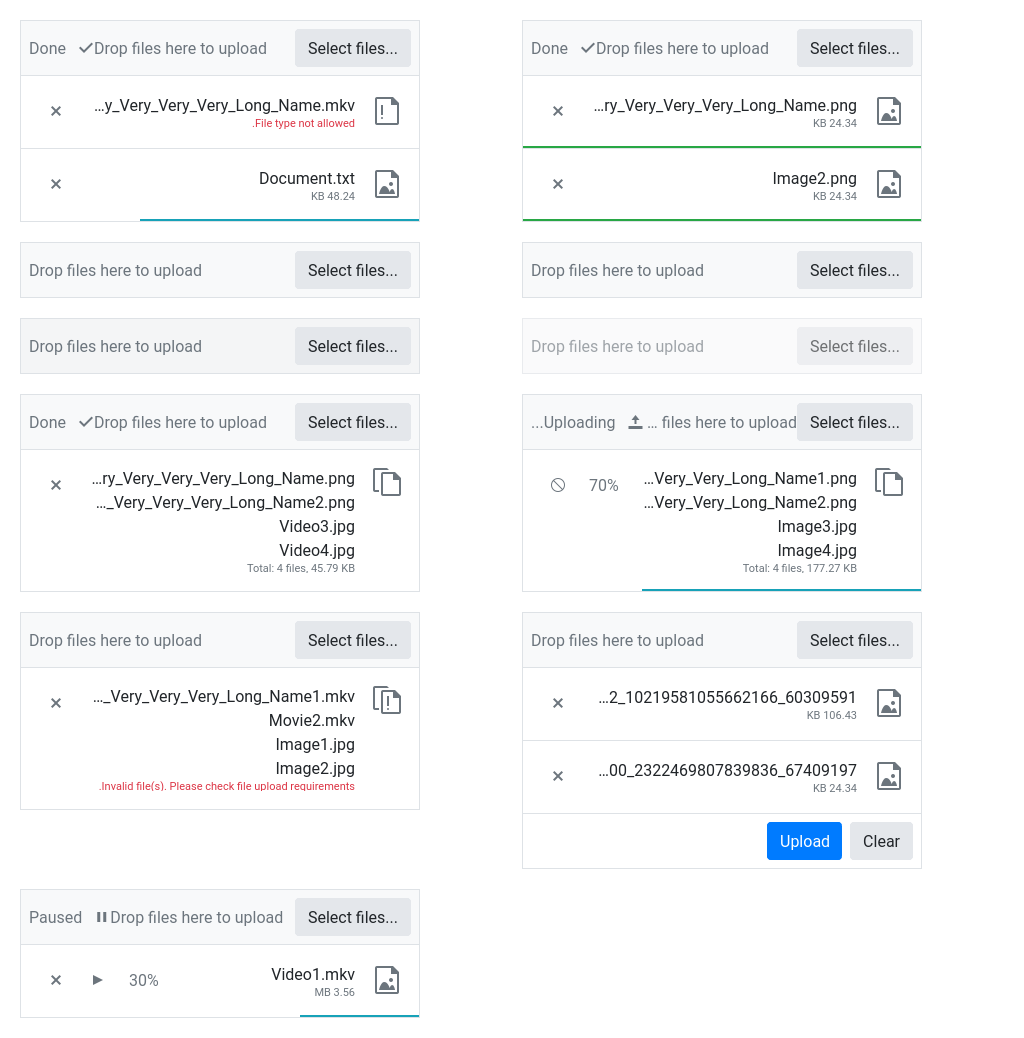 Done Drop files here to upload Select files...
...y_Very_Very_Very_Long_Name.mkv
.File type not allowed
Document.txt
KB 48.24
Done Drop files here to upload Select files...
...ry_Very_Very_Very_Long_Name.png
KB 24.34
Image2.png
KB 24.34
Drop files here to upload Select files...
Drop files here to upload Select files...
Drop files here to upload Select files...
Drop files here to upload Select files...
Done Drop files here to upload Select files...
...ry_Very_Very_Very_Long_Name.png
..._Very_Very_Very_Long_Name2.png
Video3.jpg
Video4.jpg
Total: 4 files, 45.79 KB
...Uploading ... files here to upload Select files...
70% ...Very_Very_Long_Name1.png
...Very_Very_Long_Name2.png
Image3.jpg
Image4.jpg
Total: 4 files, 177.27 KB
Drop files here to upload Select files...
..._Very_Very_Very_Long_Name1.mkv
Movie2.mkv
Image1.jpg
Image2.jpg
.Invalid file(s). Please check file upload requirements
Drop files here to upload Select files...
...2_10219581055662166_60309591
KB 106.43
...00_2322469807839836_67409197
KB 24.34
Upload Clear
Paused Drop files here to upload Select files...
30% Video1.mkv
MB 3.56